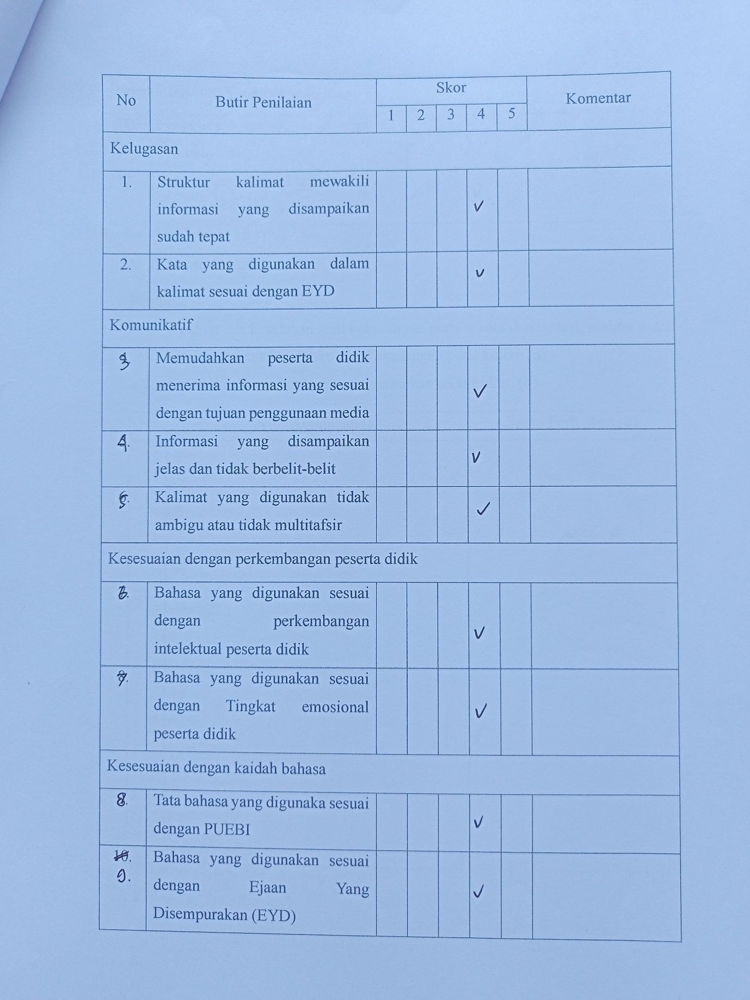 No Butir Penilaian Skor Komentar
1 2 3 4 5
Kelugasan
1. Struktur kalimat mewakili
informasi yang disampaikan
sudah tepat
2. Kata yang digunakan dalam
kalimat sesuai dengan EYD
Komunikatif
3 Memudahkan peserta didik
menerima informasi yang sesuai
dengan tujuan penggunaan media
4. Informasi yang disampaikan
jelas dan tidak berbelit-belit
5. Kalimat yang digunakan tidak
ambigu atau tidak multitafsir
Kesesuaian dengan perkembangan peserta didik
6. Bahasa yang digunakan sesuai
dengan perkembangan
intelektual peserta didik
7. Bahasa yang digunakan sesuai
dengan Tingkat emosional
peserta didik
Kesesuaian dengan kaidah bahasa
8. Tata bahasa yang digunaka sesuai
dengan PUEBI
10. Bahasa yang digunakan sesuai
9. dengan Ejaan Yang
Disempurakan (EYD)